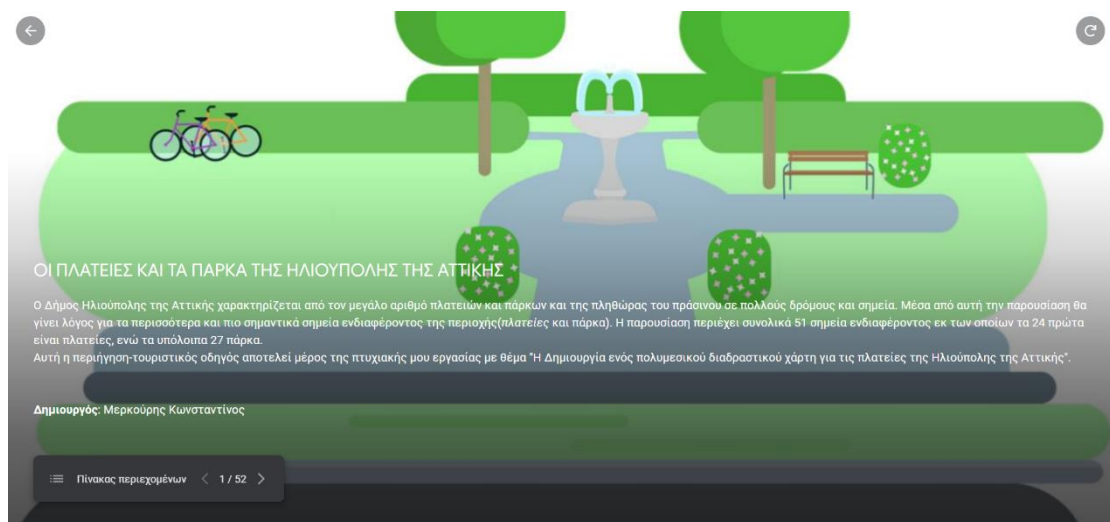 ΟΙ ΠΛΑΤΕΙΕΣ ΚΑΙ ΤΑ ΠΑΡΚΑ ΤΗΣ ΗΛΙΟΥΠΟΛΗΣ ΤΗΣ ΑΤΤΙΚΗΣ
Ο Δήμος Ηλιούπολης της Αττικής χαρακτηρίζεται από τον μεγάλο αριθμό πλατειών και πάρκων και της πληθώρας του πράσινου σε πολλούς δρόμους και σημεία. Μέσα από αυτή την παρουσίαση θα
γίνει λόγος για τα περισσότερα και πιο σημαντικά σημεία ενδιαφέροντος της περιοχής(πλατείες και πάρκα). Η παρουσίαση περιέχει συνολικά 51 σημεία ενδιαφέροντος εκ των οποίων τα 24 πρώτα
είναι πλατείες, ενώ τα υπόλοιπα 27 πάρκα.
Αυτή η περιήγηση-τουριστικός οδηγός αποτελεί μέρος της πτυχιακής μου εργασίας με θέμα "Η Δημιουργία ενός πολυμεσικού διαδραστικού χάρτη για τις πλατείες της Ηλιούπολης της Αττικής".
Δημιουργός: Μερκούρης Κωνσταντίνος
Πίνακας περιεχομένων 1 / 52